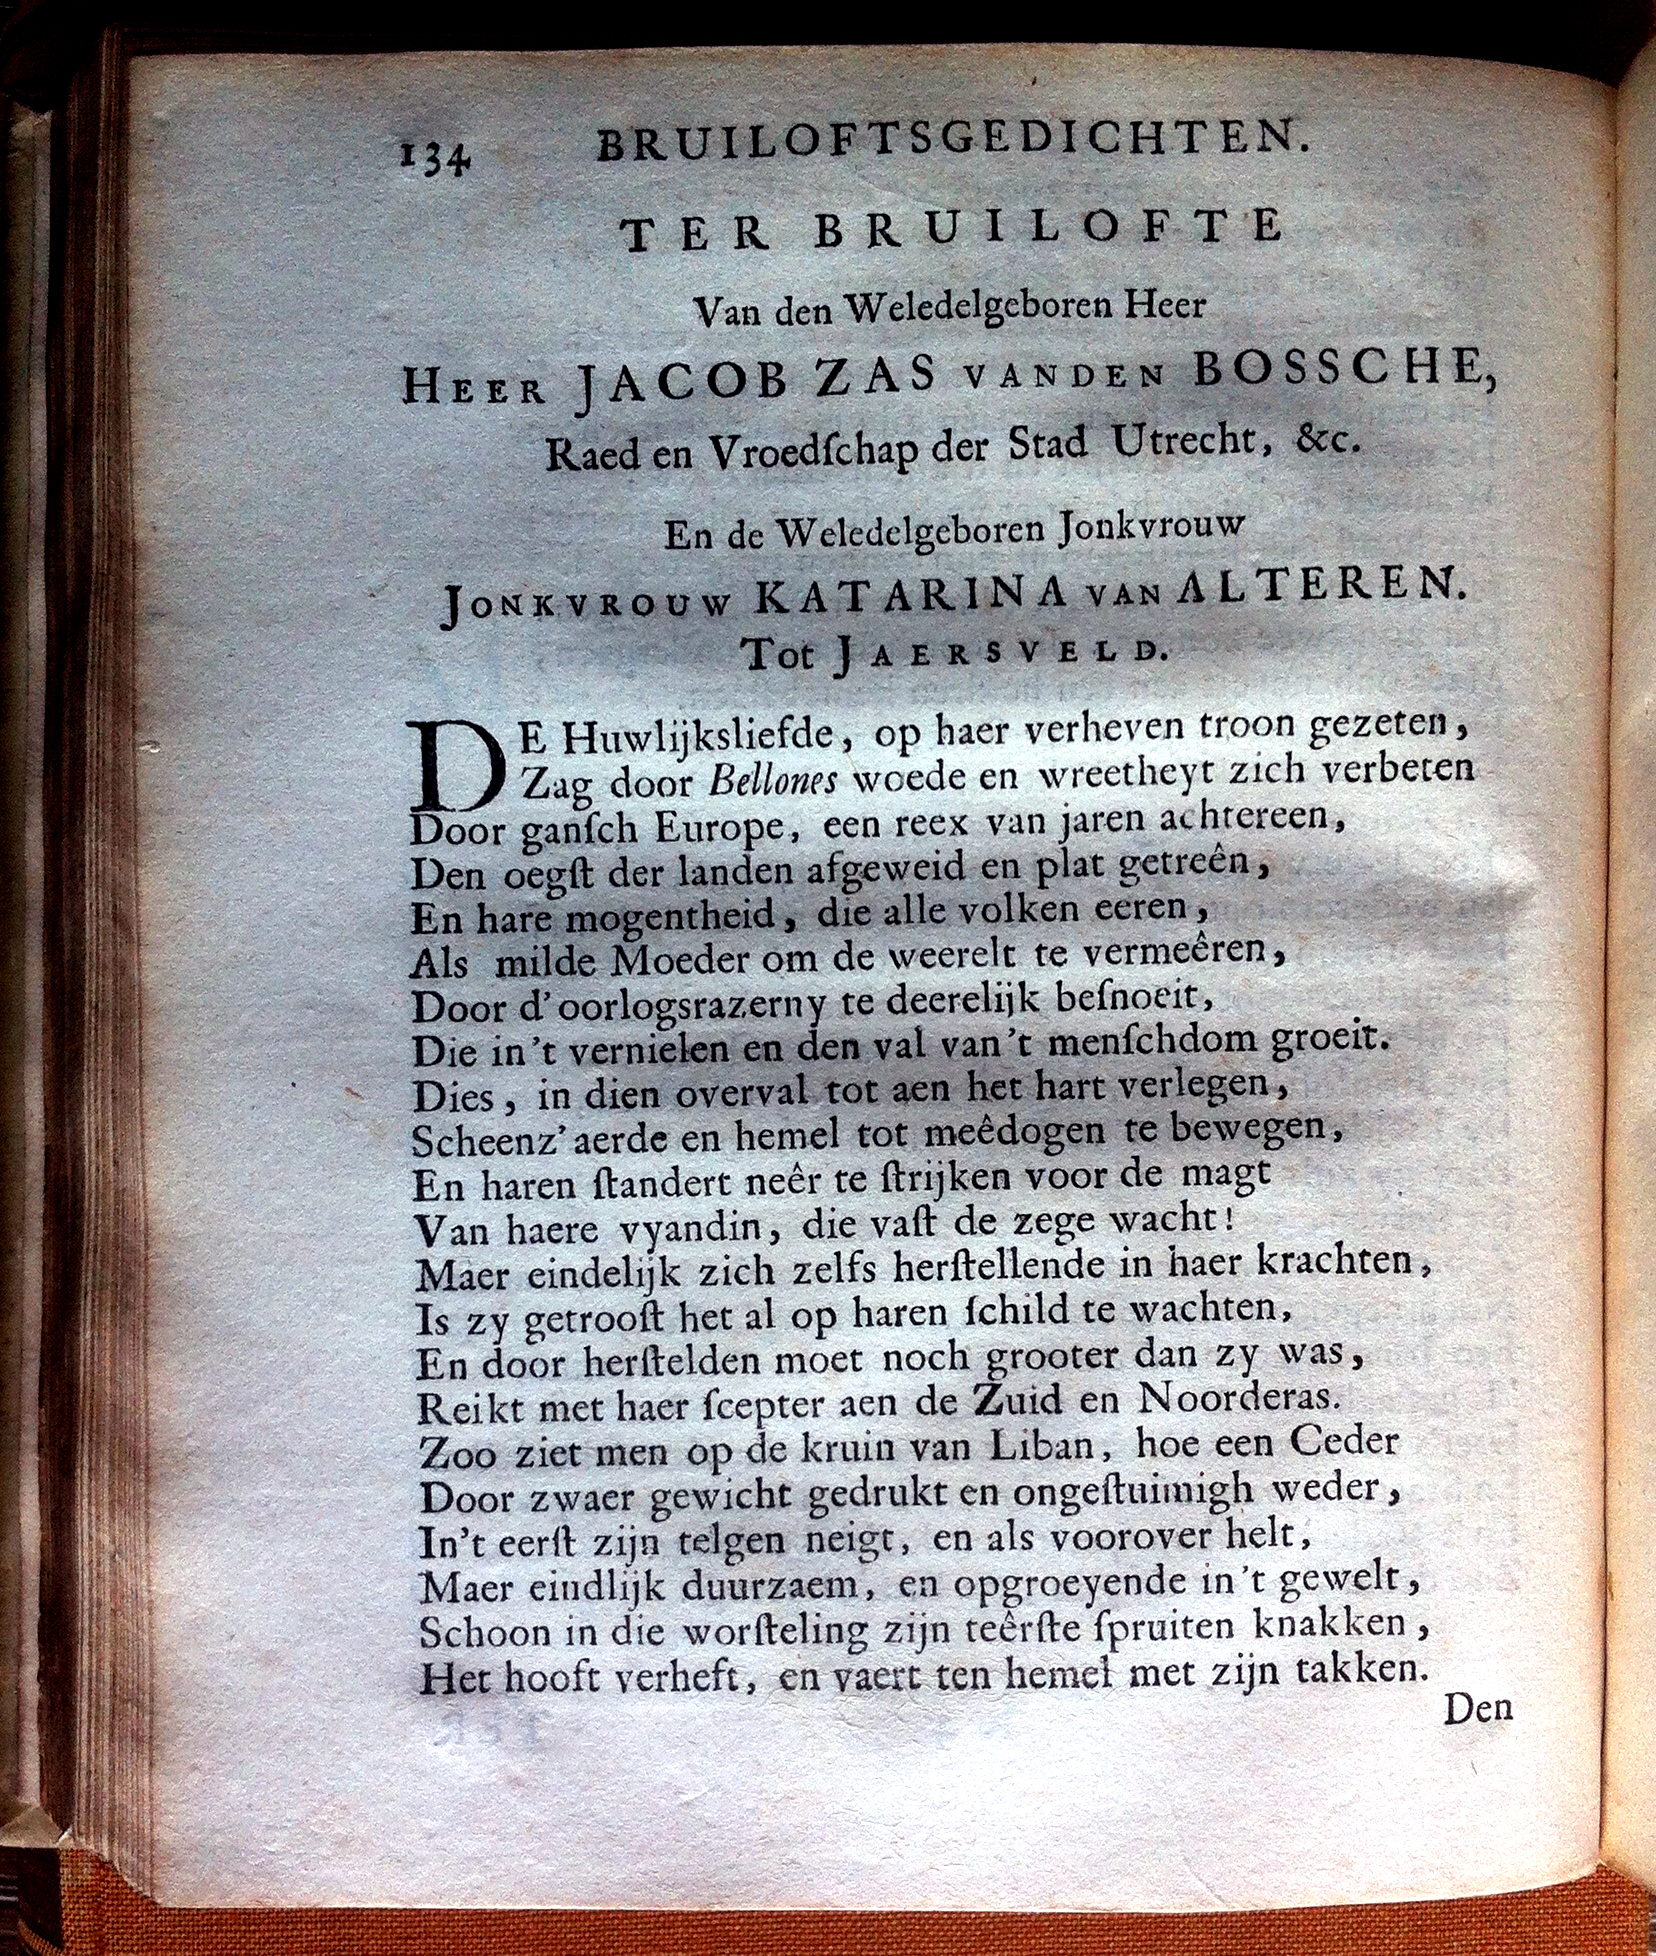 134 BRUILOFTSGEDICHTEN.
TER BRUILOFTE
Van den Weledelgeboren Heer
HEER JACOB ZAS VANDEN BOSSCHE,
Raed en Vroedſchap der Stad Utrecht, &c.
En de Weledelgeboren Jonkvrouw
JONKVROUW KATARINA VAN ALTEREN.
Tot JAERSVELD.
DE Huwlijksliefde, op haer verheven troon gezeten,
Zag door Bellones woede en wreetheyt zich verbeten
Door ganſch Europe, een reex van jaren achtereen,
Den oegſt der landen afgeweid en plat getreên,
En hare mogentheid, die alle volken eeren,
Als milde Moeder om de weerelt te vermeêren,
Door d'oorlogsrazerny te deerelijk beſnoeit,
Die in't vernielen en den val van't menſchdom groeit.
Dies, in dien overval tot aen het hart verlegen,
Scheenz'aerde en hemel tot meêdogen te bewegen,
En haren ſtandert neêr te ſtrijken voor de magt
Van haere vyandin, die vaſt de zege wacht!
Maer eindelijk zich zelfs herſtellende in haer krachten,
Is zy getrooſt het al op haren ſchild te wachten,
En door herſtelden moet noch grooter dan zy was,
Reikt met haer ſcepter aen de Zuid en Noorderas.
Zoo ziet men op de kruin van Liban, hoe een Ceder
Door zwaer gewicht gedrukt en ongeſtuimigh weder,
In't eerſt zijn telgen neigt, en als voorover helt,
Maer eindlijk duurzaem, en opgroeyende in't gewelt,
Schoon in die worſteling zijn teêrſte ſpruiten knakken,
Het hooft verheft, en vaert ten hemel met zijn takken.
Den